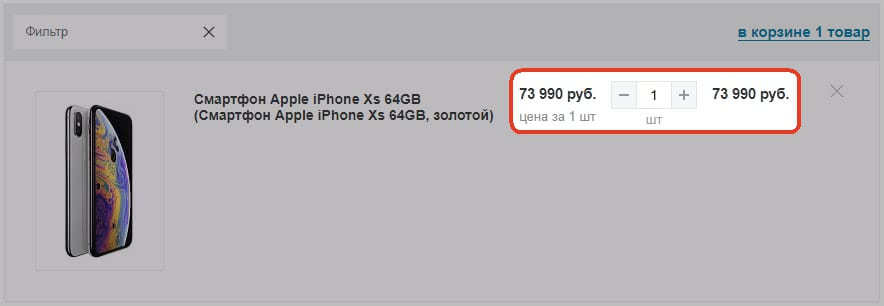 Фильтр
в корзине 1 товар
Смартфон Apple iPhone Xs 64GB
(Смартфон Apple iPhone Xs 64GB, золотой)
73 990 руб.
цена за 1 шт
1
шт
73 990 руб.